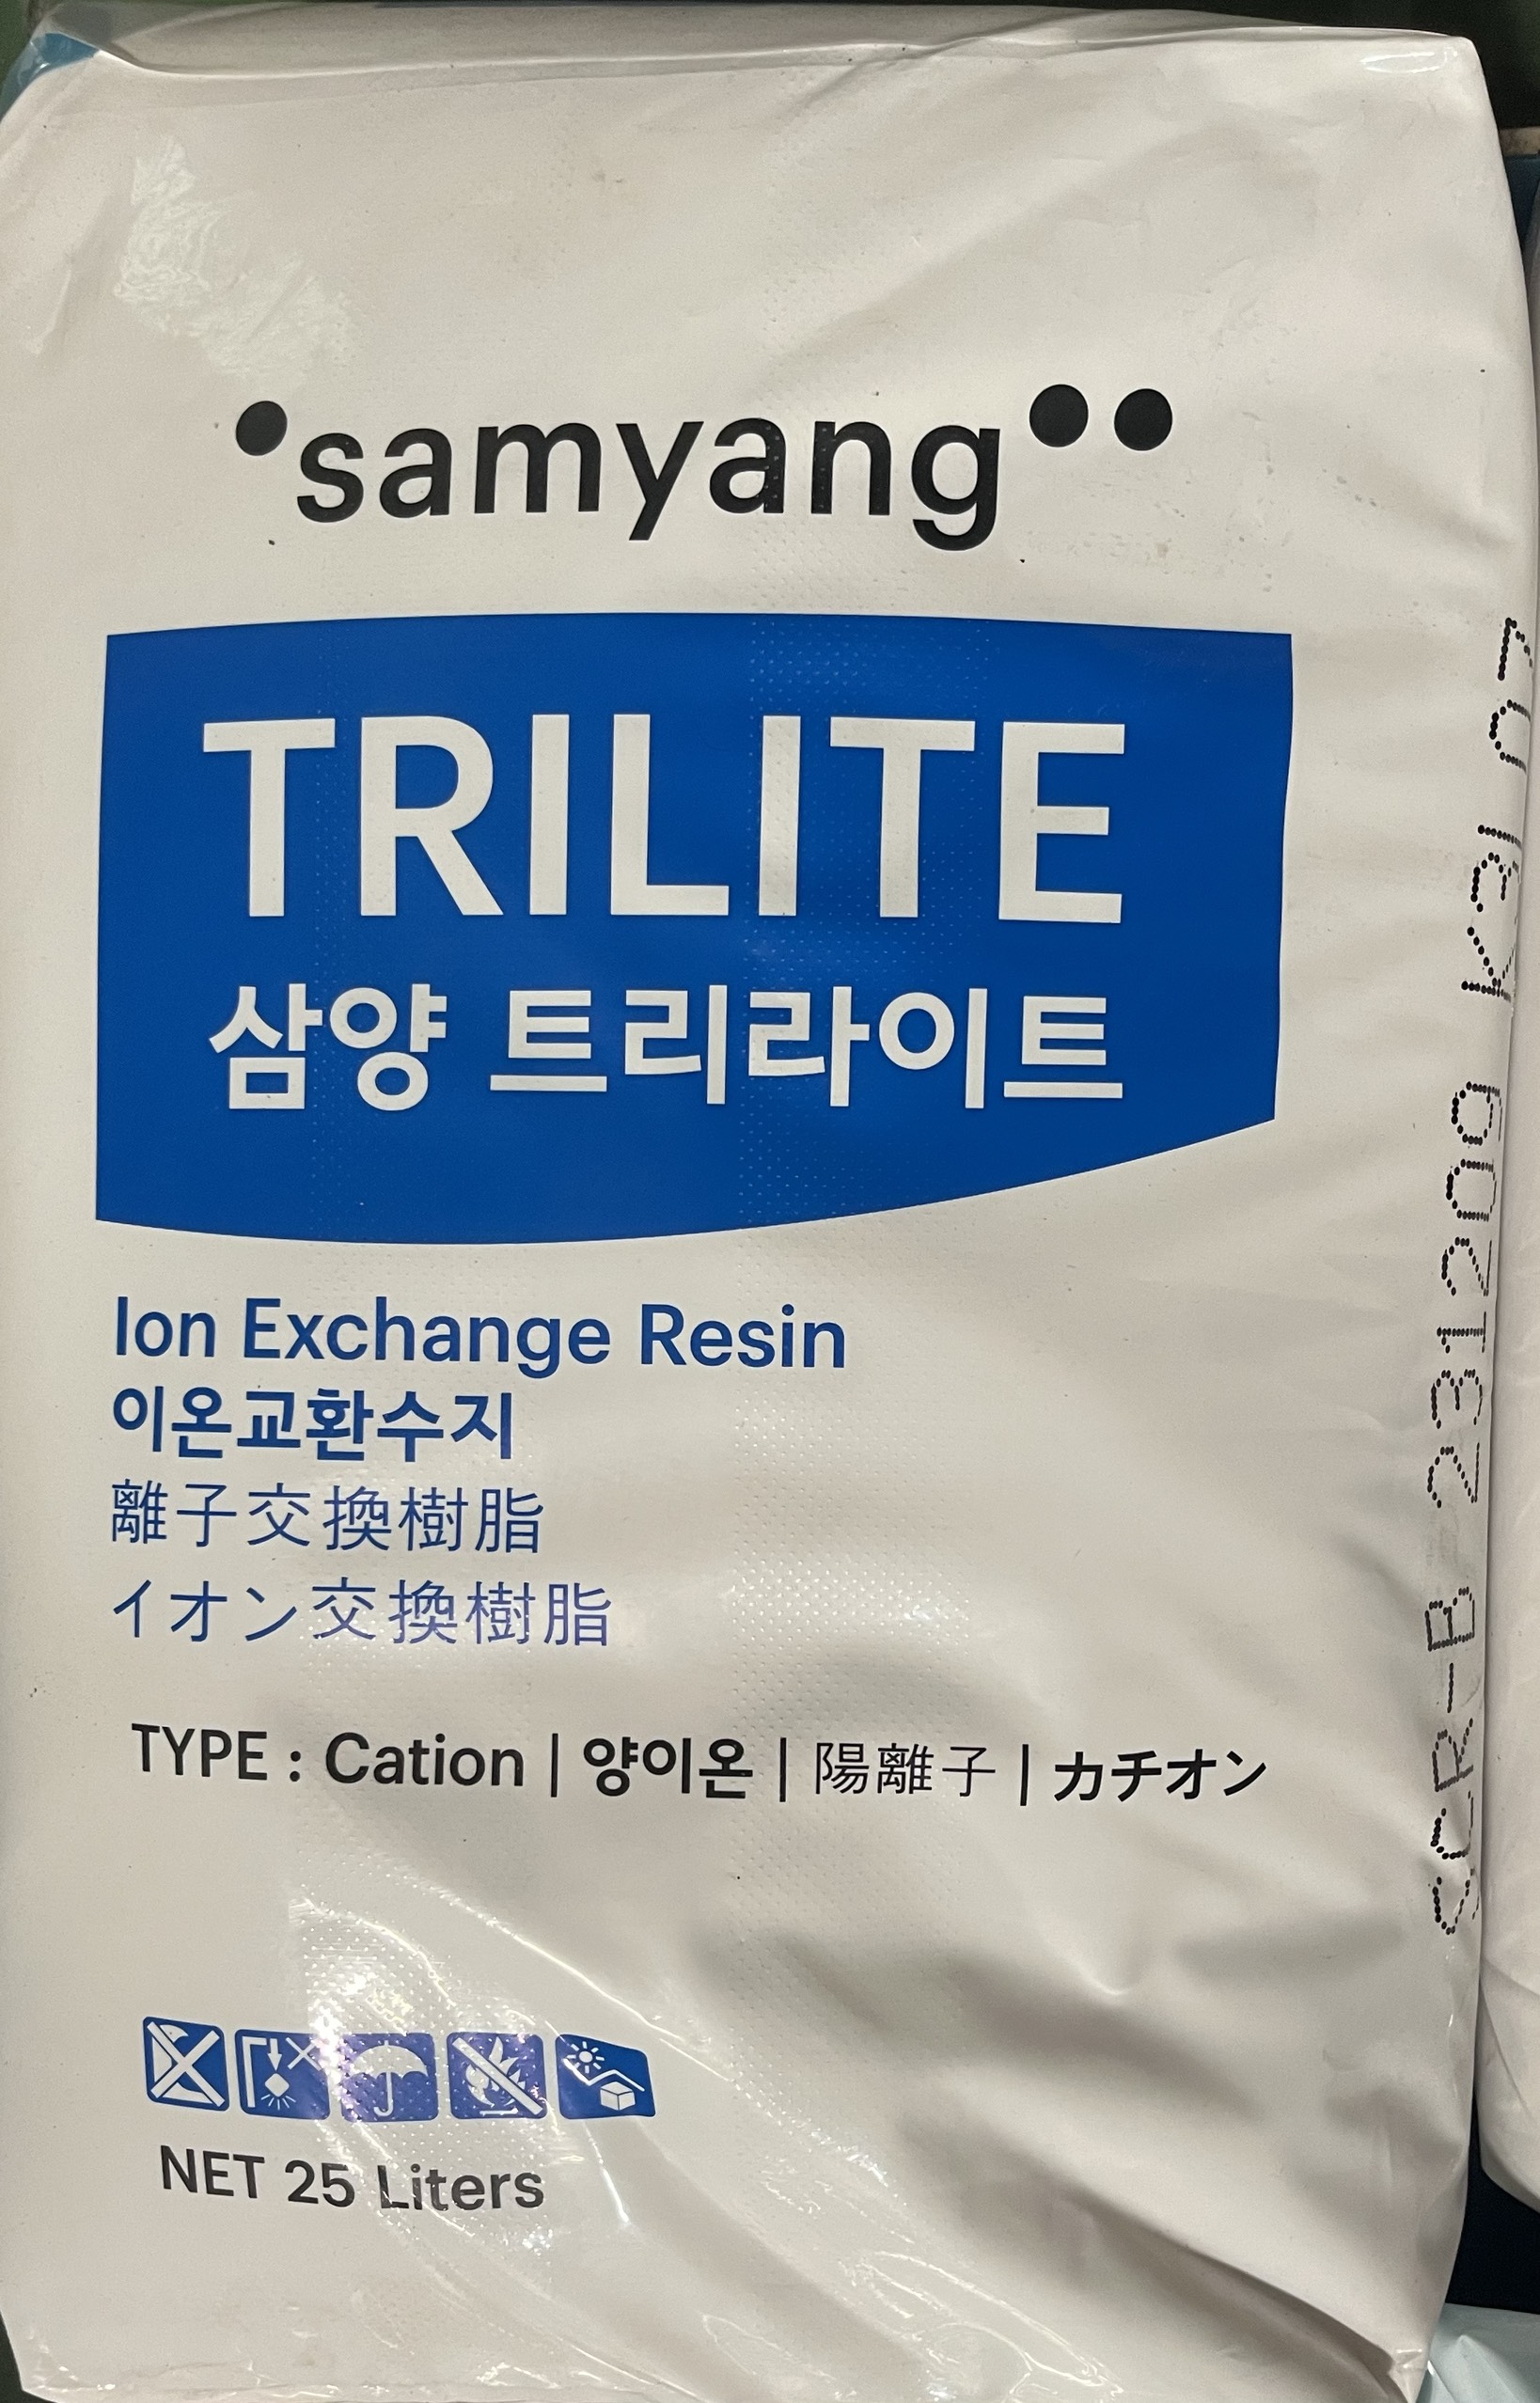 samyang
TRILITE
삼양 트리라이트
Ion Exchange Resin
이온교환수지
離子交換樹脂
イオン交換樹脂
TYPE : Cation | 양이온 | 陽離子 | カチオン
NET 25 Liters
SCR-B 231209